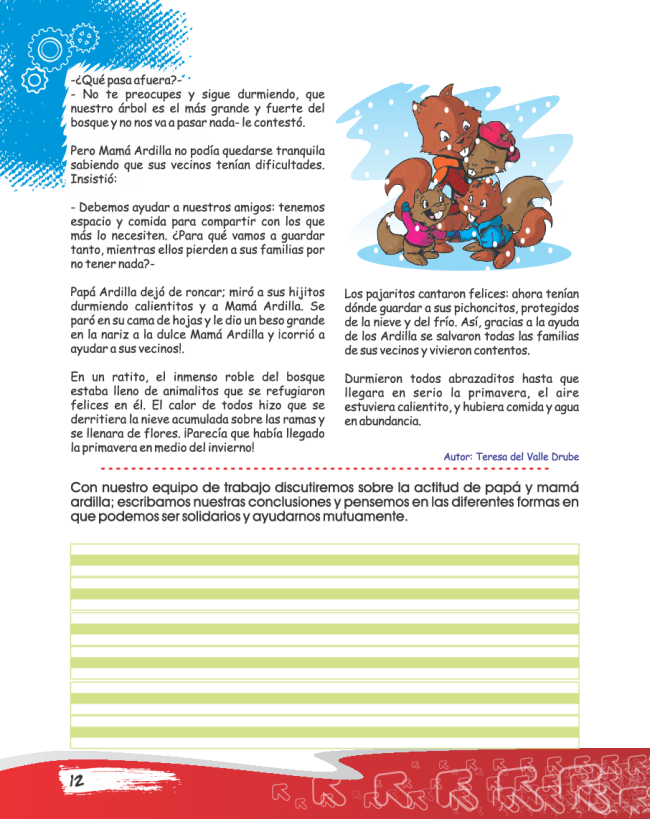 -¿Qué pasa afuera?-
- No te preocupes y sigue durmiendo, que
nuestro árbol es el más grande y fuerte del
bosque y no nos va a pasar nada- le contestó.
Pero Mamá Ardilla no podía quedarse tranquila
sabiendo que sus vecinos tenían dificultades.
Insistió:
- Debemos ayudar a nuestros amigos: tenemos
espacio y comida para compartir con los que
más lo necesiten. ¿Para qué vamos a guardar
tanto, mientras ellos pierden a sus familias por
no tener nada?-
Papá Ardilla dejó de roncar; miró a sus hijitos
durmiendo calientitos y a Mamá Ardilla. Se
paró en su cama de hojas y le dio un beso grande
en la nariz a la dulce Mamá Ardilla y ¡corrió a
ayudar a sus vecinos!.
En un ratito, el inmenso roble del bosque
estaba lleno de animalitos que se refugiaron
felices en él. El calor de todos hizo que se
derritiera la nieve acumulada sobre las ramas y
se llenara de flores. ¡Parecía que había llegado
la primavera en medio del invierno!
Los pajaritos cantaron felices: ahora tenían
dónde guardar a sus pichoncitos, protegidos
de la nieve y del frío. Así, gracias a la ayuda
de los Ardilla se salvaron todas las familias
de sus vecinos y vivieron contentos.
Durmieron todos abrazaditos hasta que
llegara en serio la primavera, el aire
estuviera calientito, y hubiera comida y agua
en abundancia.
Autor: Teresa del Valle Drube
Con nuestro equipo de trabajo discutiremos sobre la actitud de papá y mamá
ardilla; escribamos nuestras conclusiones y pensemos en las diferentes formas en
que podemos ser solidarios y ayudarnos mutuamente.
12